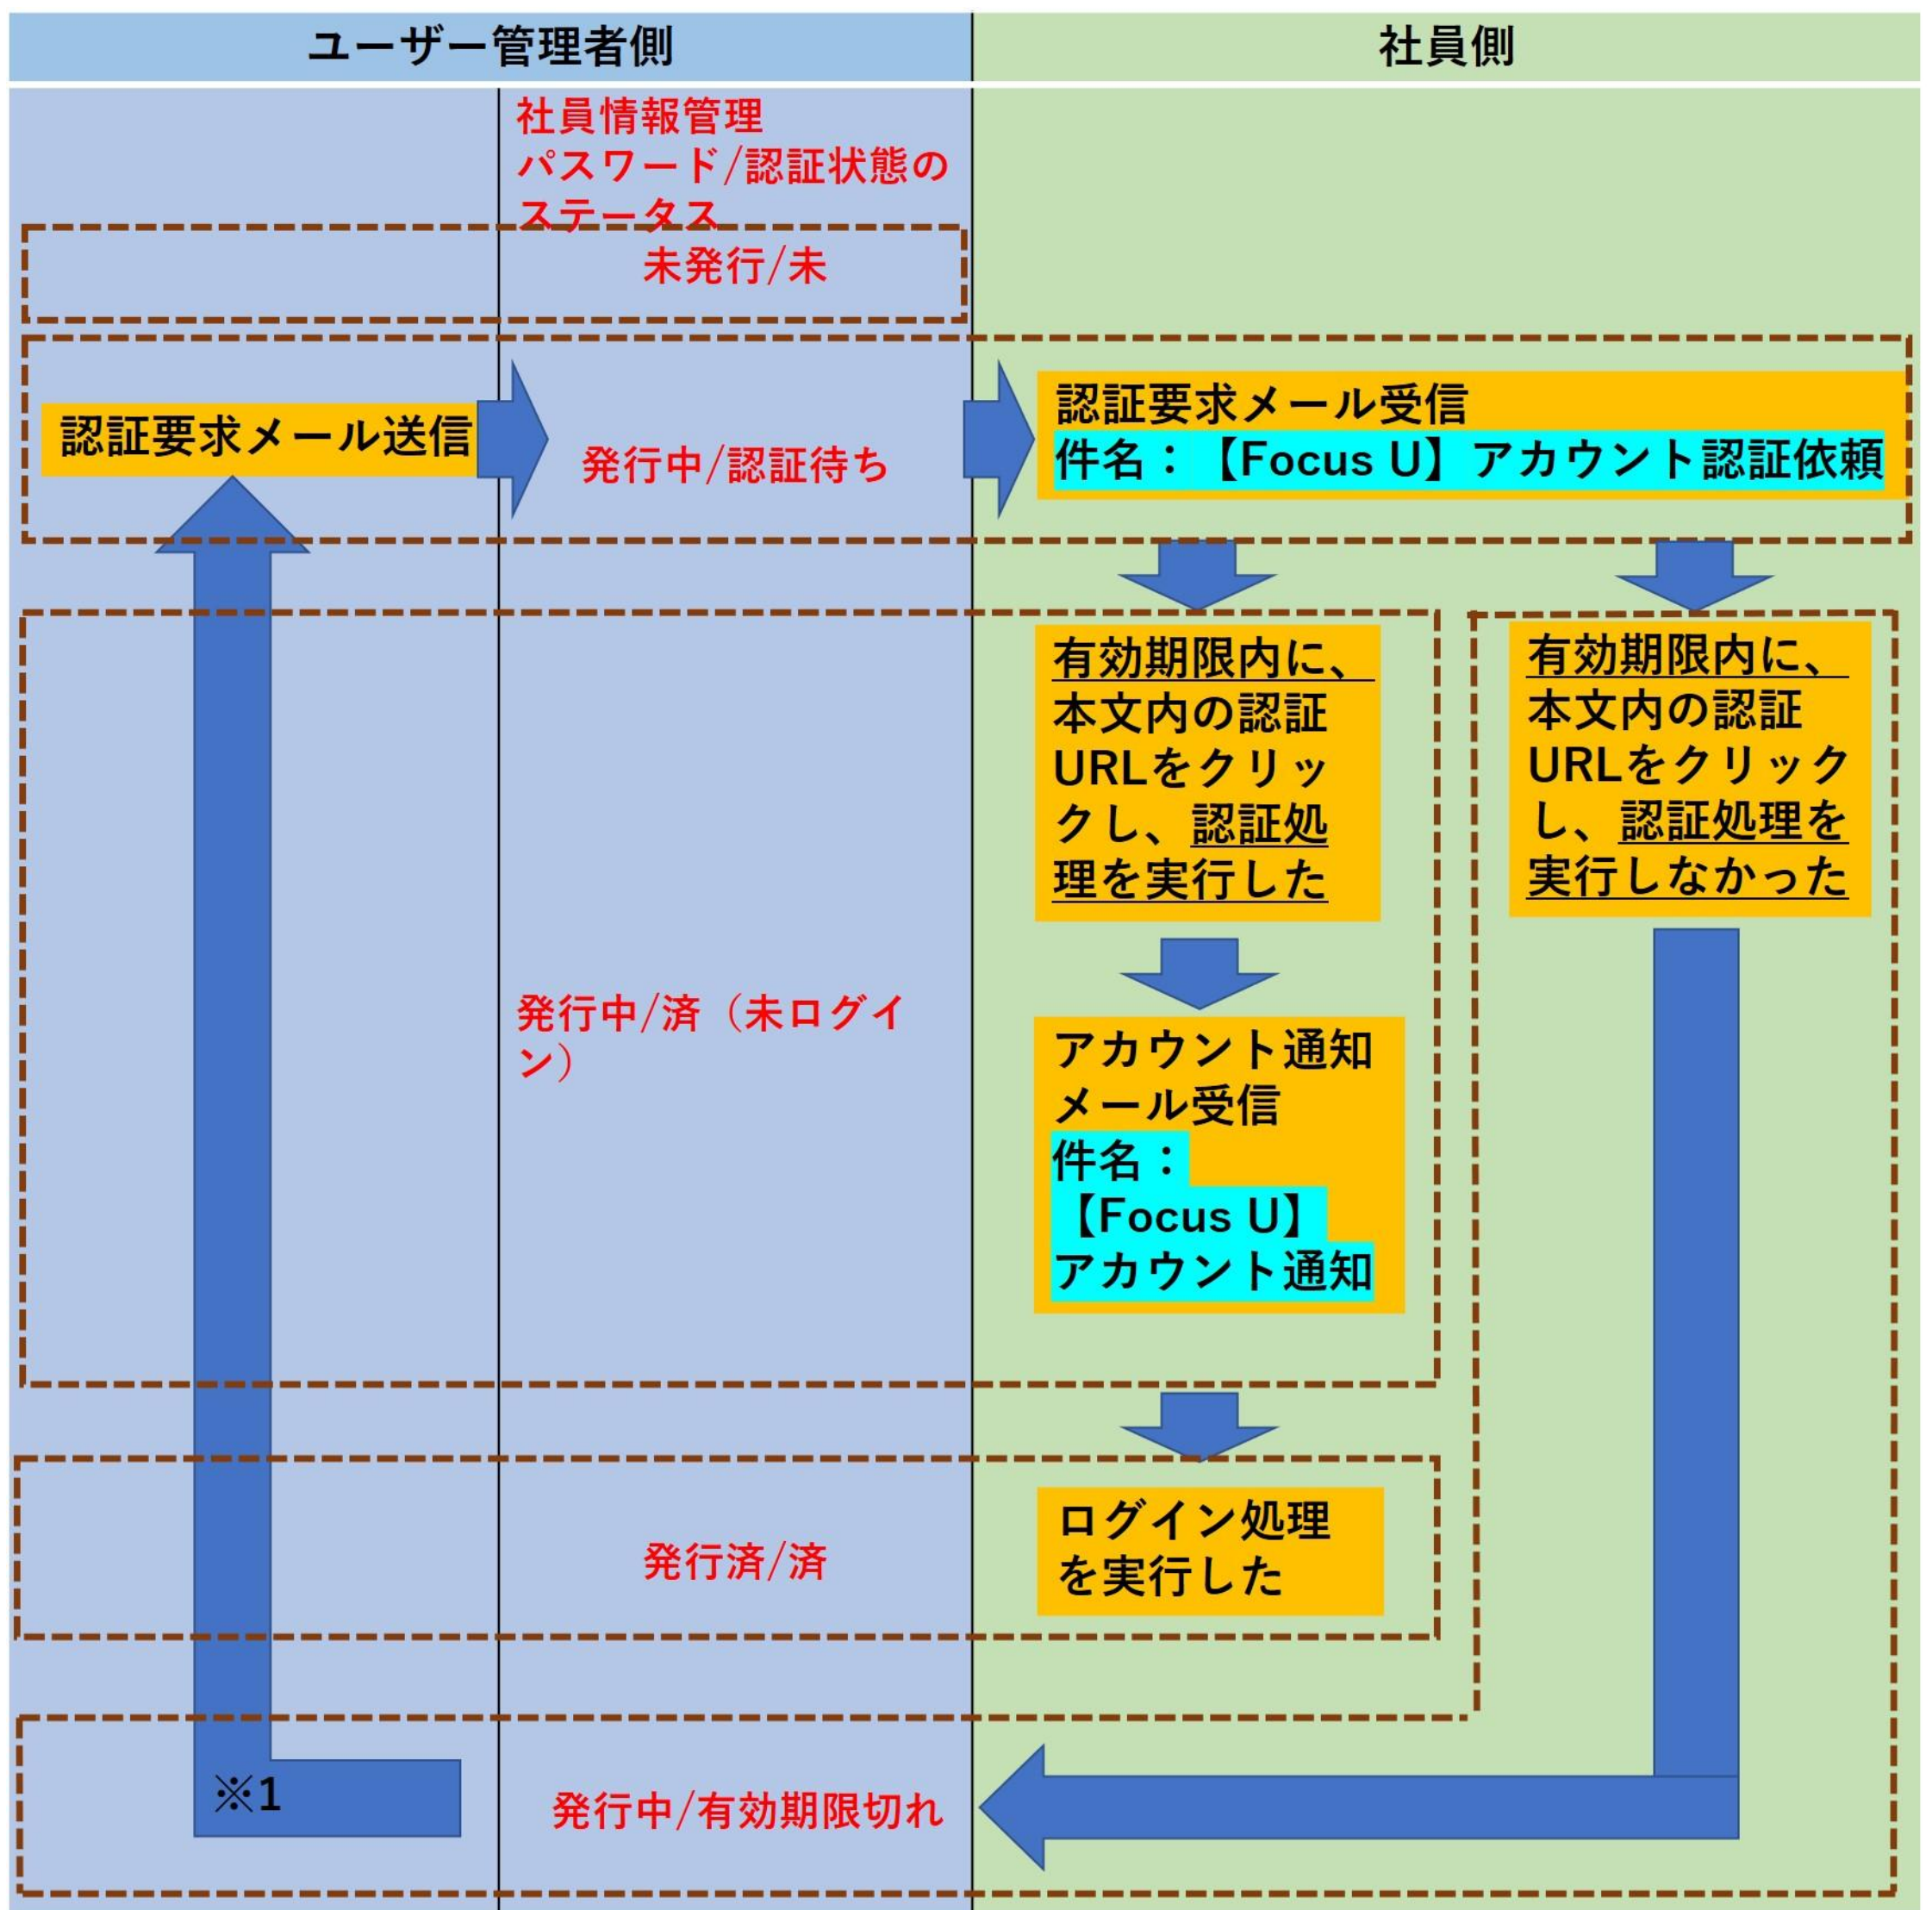 ユーザー管理者側
社員側
社員情報管理
パスワード/認証状態の
ステータス
未発行/未
認証要求メール送信
発行中/認証待ち
認証要求メール受信
件名：【Focus U】アカウント認証依頼
有効期限内に、
本文内の認証
URLをクリッ
クし、認証処
理を実行した
有効期限内に、
本文内の認証
URLをクリック
し、認証処理を
実行しなかった
発行中/済（未ログイ
ン）
アカウント通知
メール受信
件名：
【Focus U】
アカウント通知
発行済/済
ログイン処理
を実行した
※1
発行中/有効期限切れ